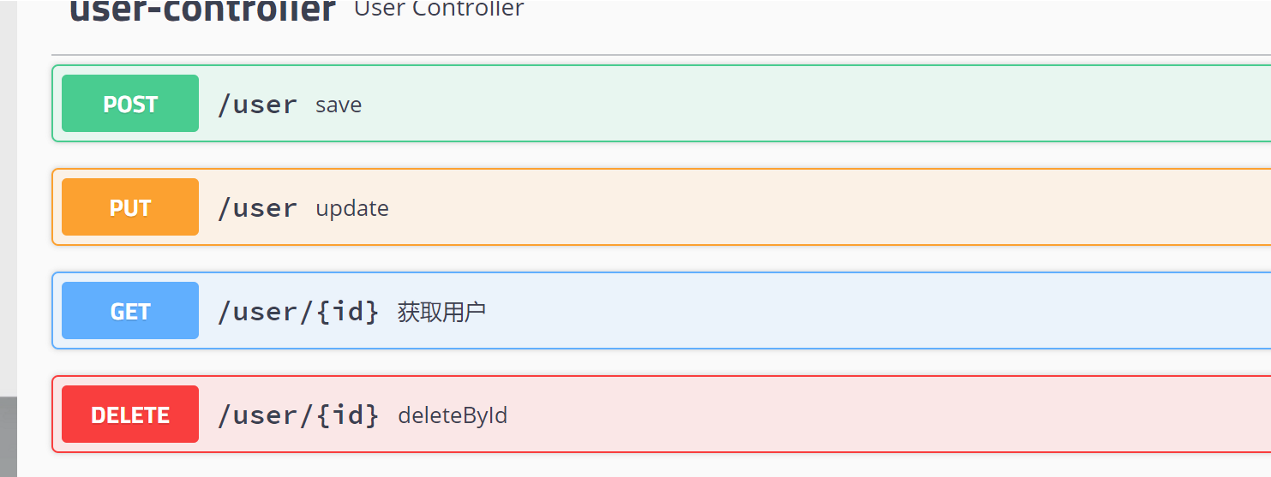 user-controller User Controller
POST /user save
PUT /user update
GET /user/{id} 获取用户
DELETE /user/{id} deleteById